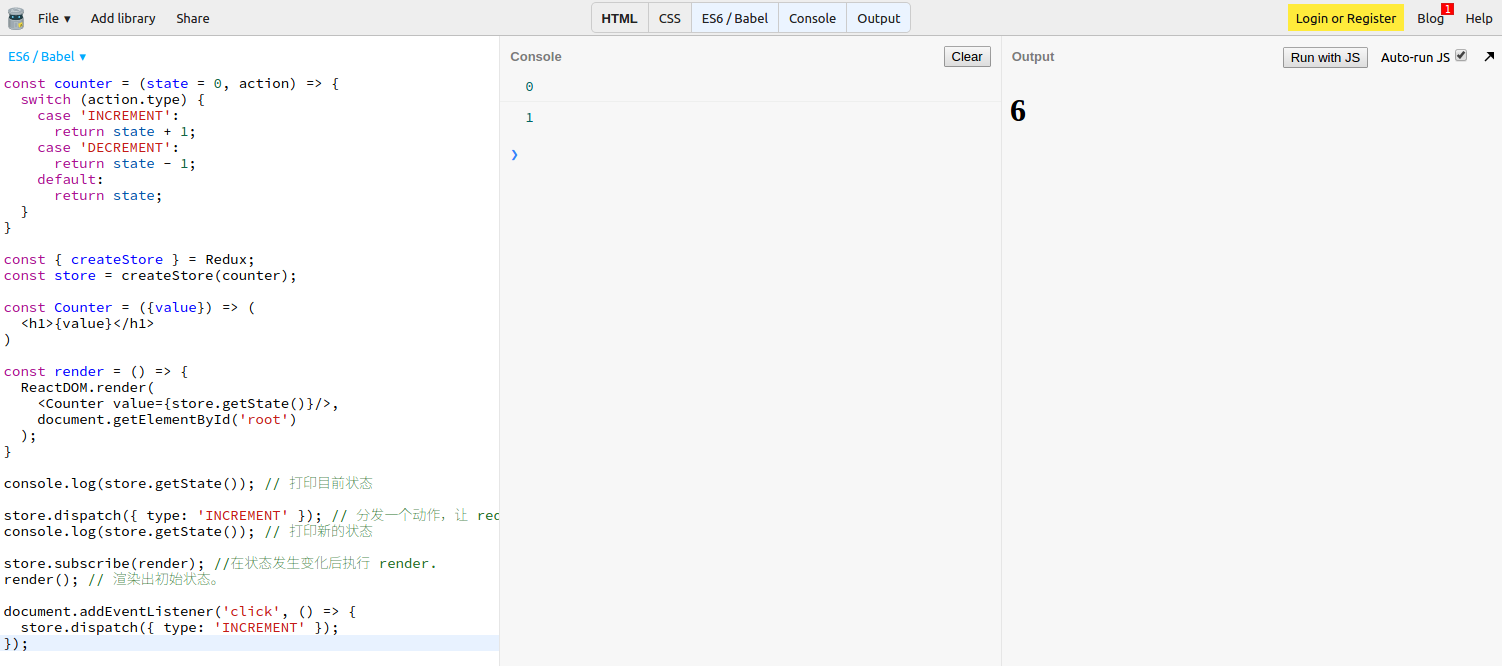 File ▾ Add library Share HTML CSS ES6 / Babel Console Output Login or Register Blog 1 Help
ES6 / Babel ▾
const counter = (state = 0, action) => {
  switch (action.type) {
    case 'INCREMENT':
      return state + 1;
    case 'DECREMENT':
      return state - 1;
    default:
      return state;
  }
}

const { createStore } = Redux;
const store = createStore(counter);

const Counter = ({value}) => (
  <h1>{value}</h1>
)

const render = () => {
  ReactDOM.render(
    <Counter value={store.getState()}/>,
    document.getElementById('root')
  );
}

console.log(store.getState()); // 打印目前状态

store.dispatch({ type: 'INCREMENT' }); // 分发一个动作，让
console.log(store.getState()); // 打印新的状态

store.subscribe(render); //在状态发生变化后执行 render.
render(); // 渲染出初始状态。

document.addEventListener('click', () => {
  store.dispatch({ type: 'INCREMENT' });
});
Console Clear
0
1
❯
Output Run with JS Auto-run JS
6